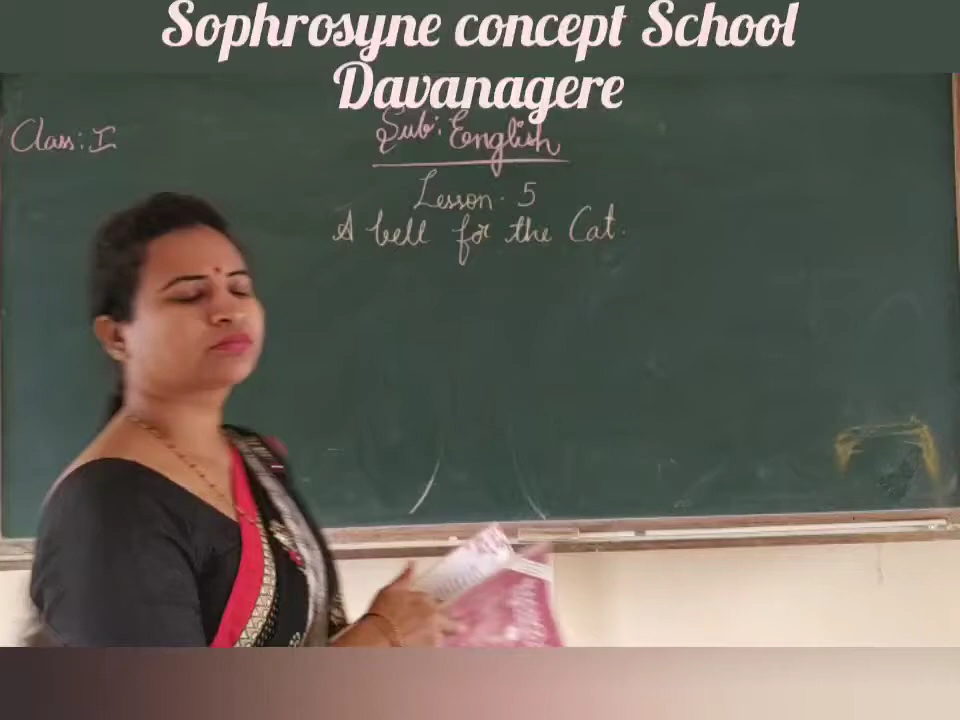 Sophrosyne concept School
Davanagere
Class: I
Sub: English
Lesson. 5
A bell for the Cat.